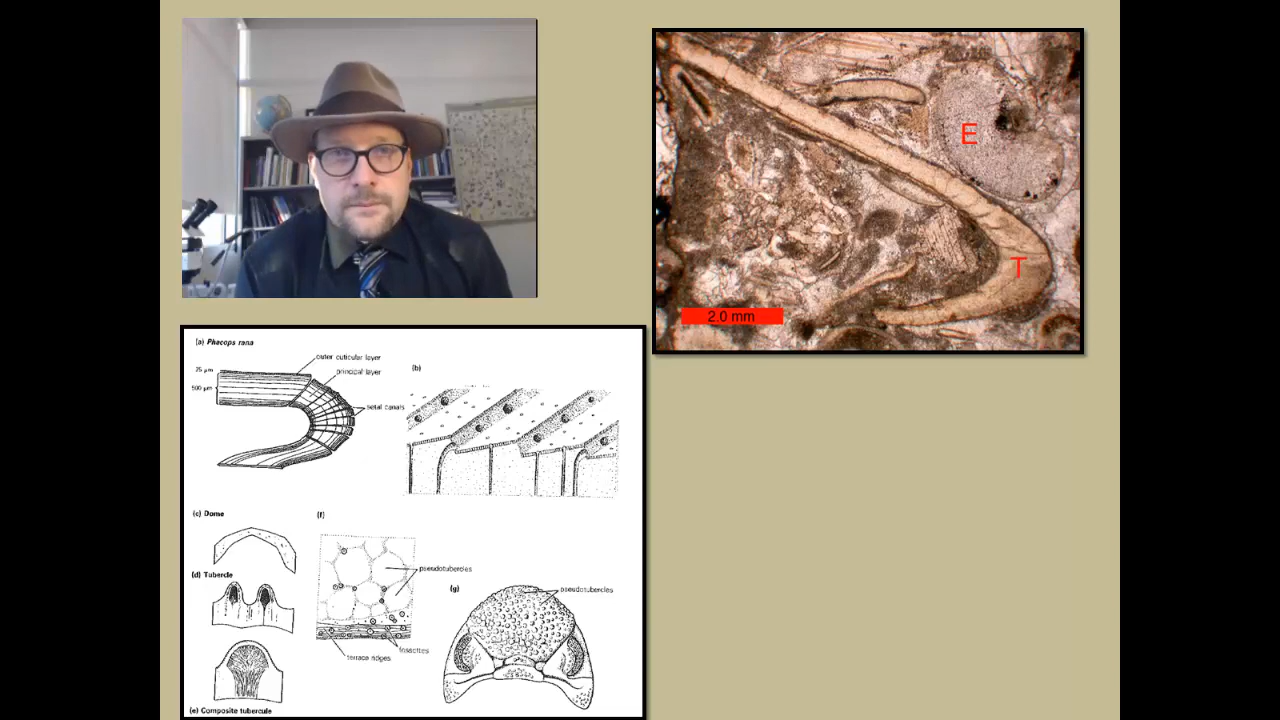 E
T
2.0 mm
(a) Phacops rana
outer cuticular layer
25 µm
principal layer
500 µm
setal canals
(b)
(c) Dome
(f)
(d) Tubercle
pseudotubercles
(g)
pseudotubercles
fossettes
terrace ridges
(e) Composite tubercule